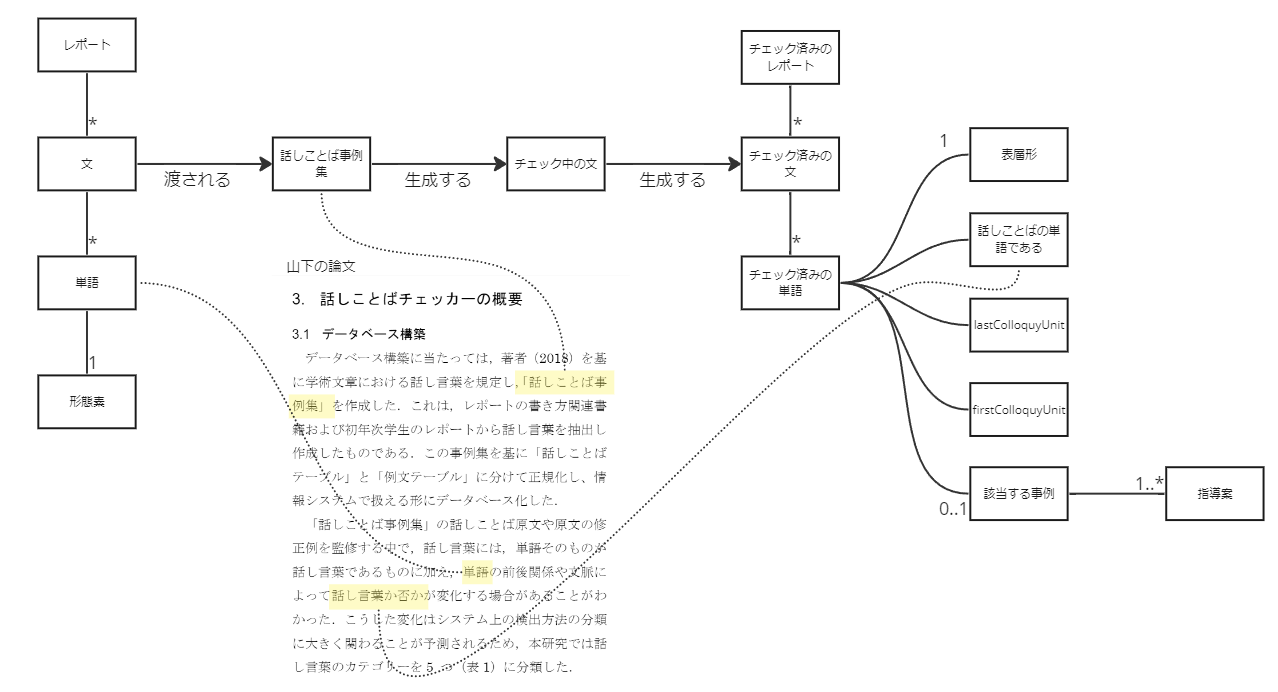 レポート
*
文
*
単語
1
形態素
渡される
話しことば事例
集
生成する
チェック中の文
生成する
チェック済みの
レポート
*
チェック済みの
文
*
チェック済みの
単語
1
表層形
話しことばの単
語である
lastColloquyUnit
firstColloquyUnit
0..1
該当する事例
1..*
指導案
山下の論文
3. 話しことばチェッカーの概要
3.1 データベース構築
データベース構築に当たっては，著者（2018）を基
に学術文章における話し言葉を規定し，「話しことば事
例集」を作成した．これは，レポートの書き方関連書
籍および初年次学生のレポートから話し言葉を抽出し
作成したものである．この事例集を基に「話しことば
テーブル」と「例文テーブル」に分けて正規化し、情
報システムで扱える形にデータベース化した．
「話しことば事例集」の話しことば原文や原文の修
正例を監修する中で，話し言葉には，単語そのものが
話し言葉であるものに加え，単語の前後関係や文脈に
よって話し言葉か否かが変化する場合があることがわ
かった．こうした変化はシステム上の検出方法の分類
に大きく関わることが予測されるため，本研究では話
し言葉のカテゴリーを 5 つ（表 1）に分類した．